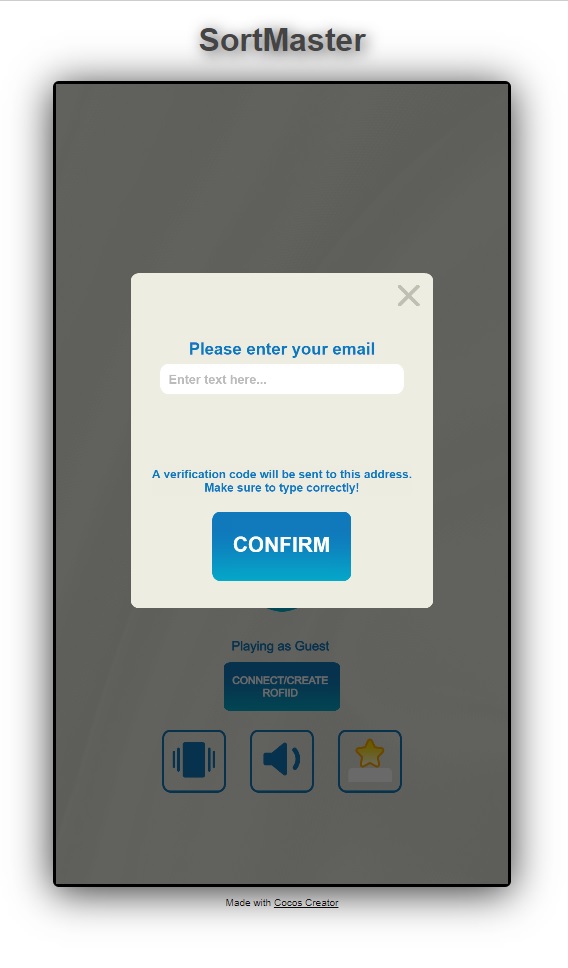 SortMaster
Please enter your email
Enter text here...
A verification code will be sent to this address.
Make sure to type correctly!
CONFIRM
Playing as Guest
CONNECT/CREATE
ROFIID
Made with Cocos Creator